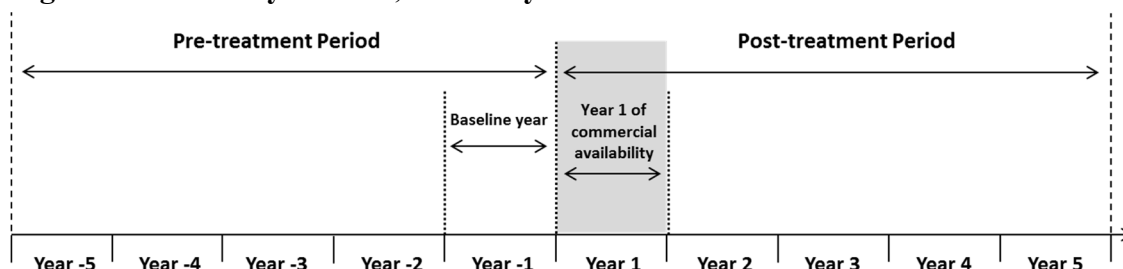 Pre-treatment Period
Post-treatment Period
Baseline year
Year 1 of
commercial
availability
Year -5 Year -4 Year -3 Year -2 Year -1 Year 1 Year 2 Year 3 Year 4 Year 5